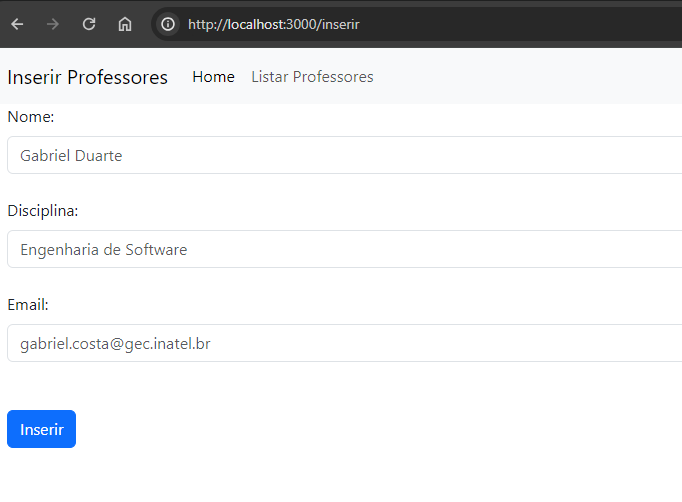 http://localhost:3000/inserir
Inserir Professores Home Listar Professores
Nome:
Gabriel Duarte
Disciplina:
Engenharia de Software
Email:
gabriel.costa@gec.inatel.br
Inserir